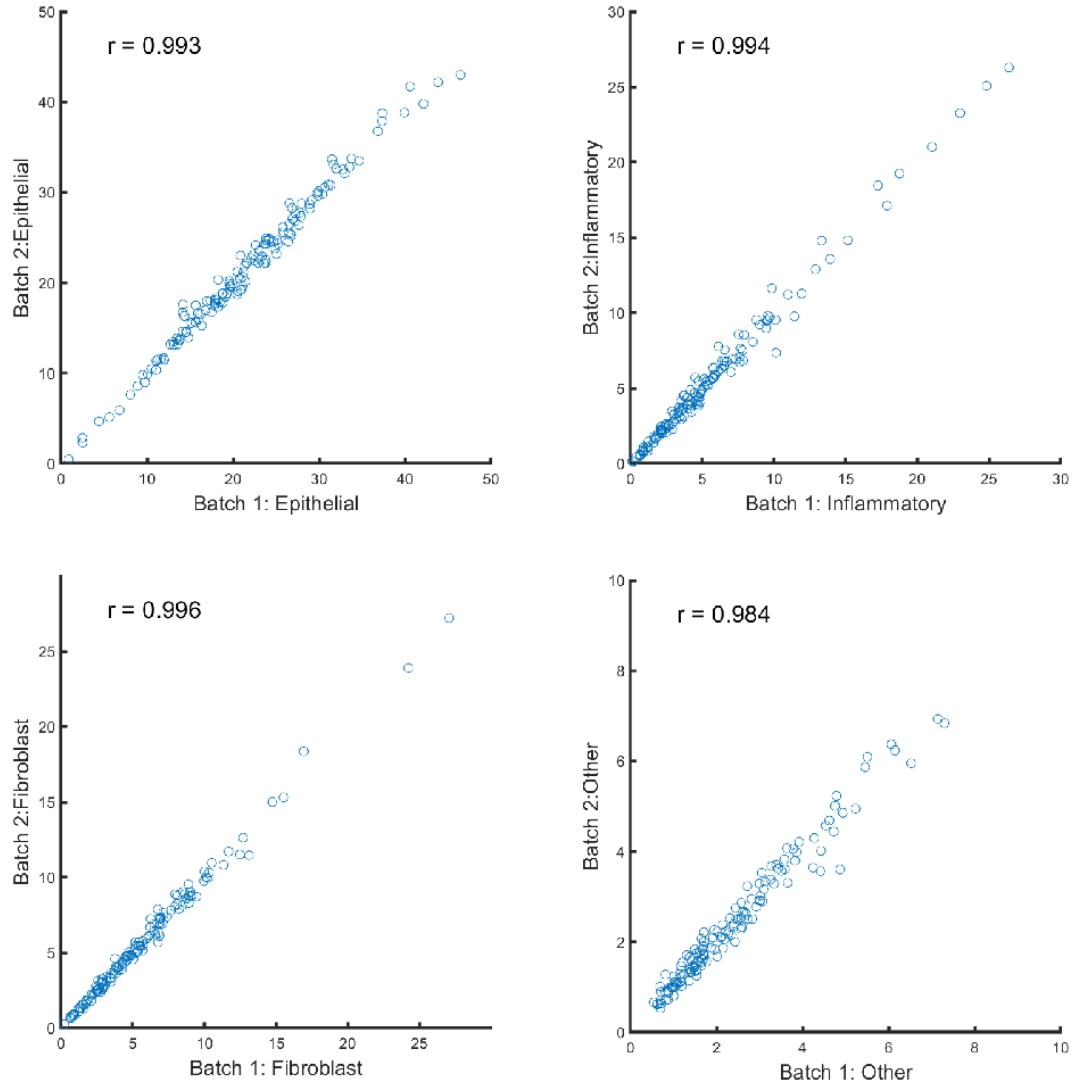 r = 0.993
50
40
30
20
10
0
Batch 2:Epithelial
0 10 20 30 40 50
Batch 1: Epithelial
r = 0.994
30
25
20
15
10
5
0
Batch 2:Inflammatory
0 5 10 15 20 25 30
Batch 1: Inflammatory
r = 0.996
25
20
15
10
5
0
Batch 2:Fibroblast
0 5 10 15 20 25
Batch 1: Fibroblast
r = 0.984
10
8
6
4
2
0
Batch 2:Other
0 2 4 6 8 10
Batch 1: Other